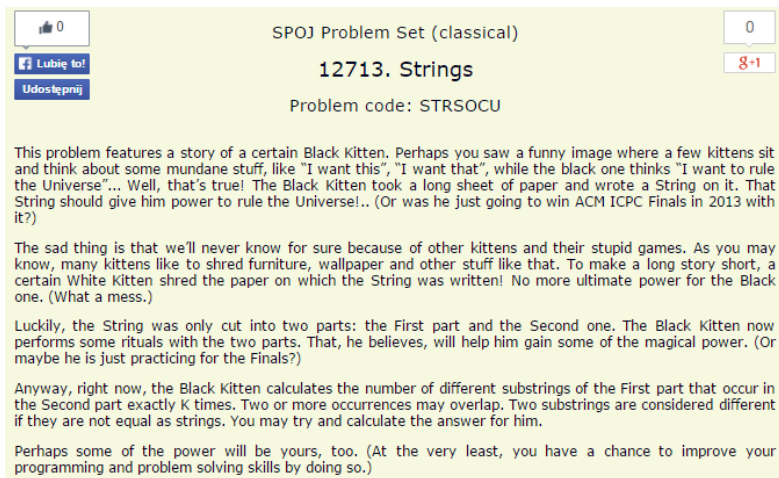 0
Lubię to!
Udostępnij
SPOJ Problem Set (classical)
12713. Strings
Problem code: STRSOCU
0
g+1
This problem features a story of a certain Black Kitten. Perhaps you saw a funny image where a few kittens sit
and think about some mundane stuff, like “I want this”, “I want that”, while the black one thinks “I want to rule
the Universe”... Well, that’s true! The Black Kitten took a long sheet of paper and wrote a String on it. That
String should give him power to rule the Universe!.. (Or was he just going to win ACM ICPC Finals in 2013 with
it?)
The sad thing is that we’ll never know for sure because of other kittens and their stupid games. As you may
know, many kittens like to shred furniture, wallpaper and other stuff like that. To make a long story short, a
certain White Kitten shred the paper on which the String was written! No more ultimate power for the Black
one. (What a mess.)
Luckily, the String was only cut into two parts: the First part and the Second one. The Black Kitten now
performs some rituals with the two parts. That, he believes, will help him gain some of the magical power. (Or
maybe he is just practicing for the Finals?)
Anyway, right now, the Black Kitten calculates the number of different substrings of the First part that occur in
the Second part exactly K times. Two or more occurrences may overlap. Two substrings are considered different
if they are not equal as strings. You may try and calculate the answer for him.
Perhaps some of the power will be yours, too. (At the very least, you have a chance to improve your
programming and problem solving skills by doing so.)